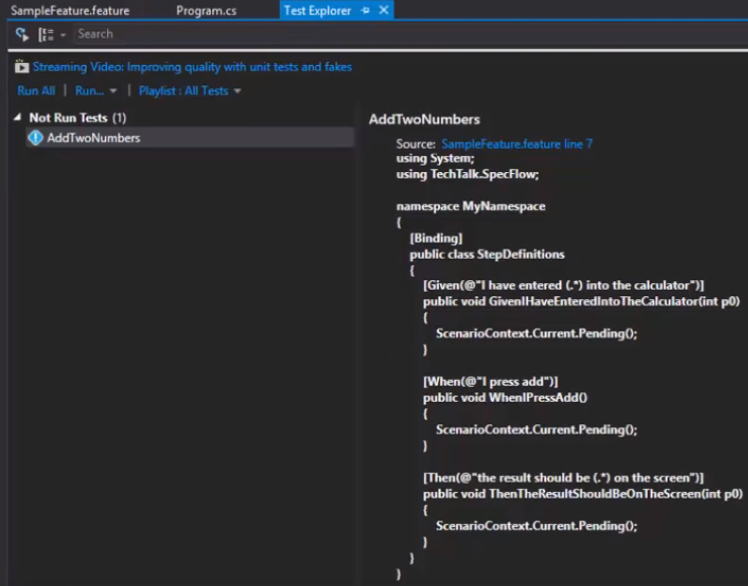 SampleFeature.feature Program.cs Test Explorer
Search
Streaming Video: Improving quality with unit tests and fakes
Run All | Run... | Playlist : All Tests
Not Run Tests (1)
AddTwoNumbers
AddTwoNumbers
Source: SampleFeature.feature line 7
using System;
using TechTalk.SpecFlow;
namespace MyNamespace
{
[Binding]
public class StepDefinitions
{
[Given(@"I have entered (.*) into the calculator")]
public void GivenIHaveEnteredIntoTheCalculator(int p0)
{
ScenarioContext.Current.Pending();
}
[When(@"I press add")]
public void WhenIPressAdd()
{
ScenarioContext.Current.Pending();
}
[Then(@"the result should be (.*) on the screen")]
public void ThenTheResultShouldBeOnTheScreen(int p0)
{
ScenarioContext.Current.Pending();
}
}
}